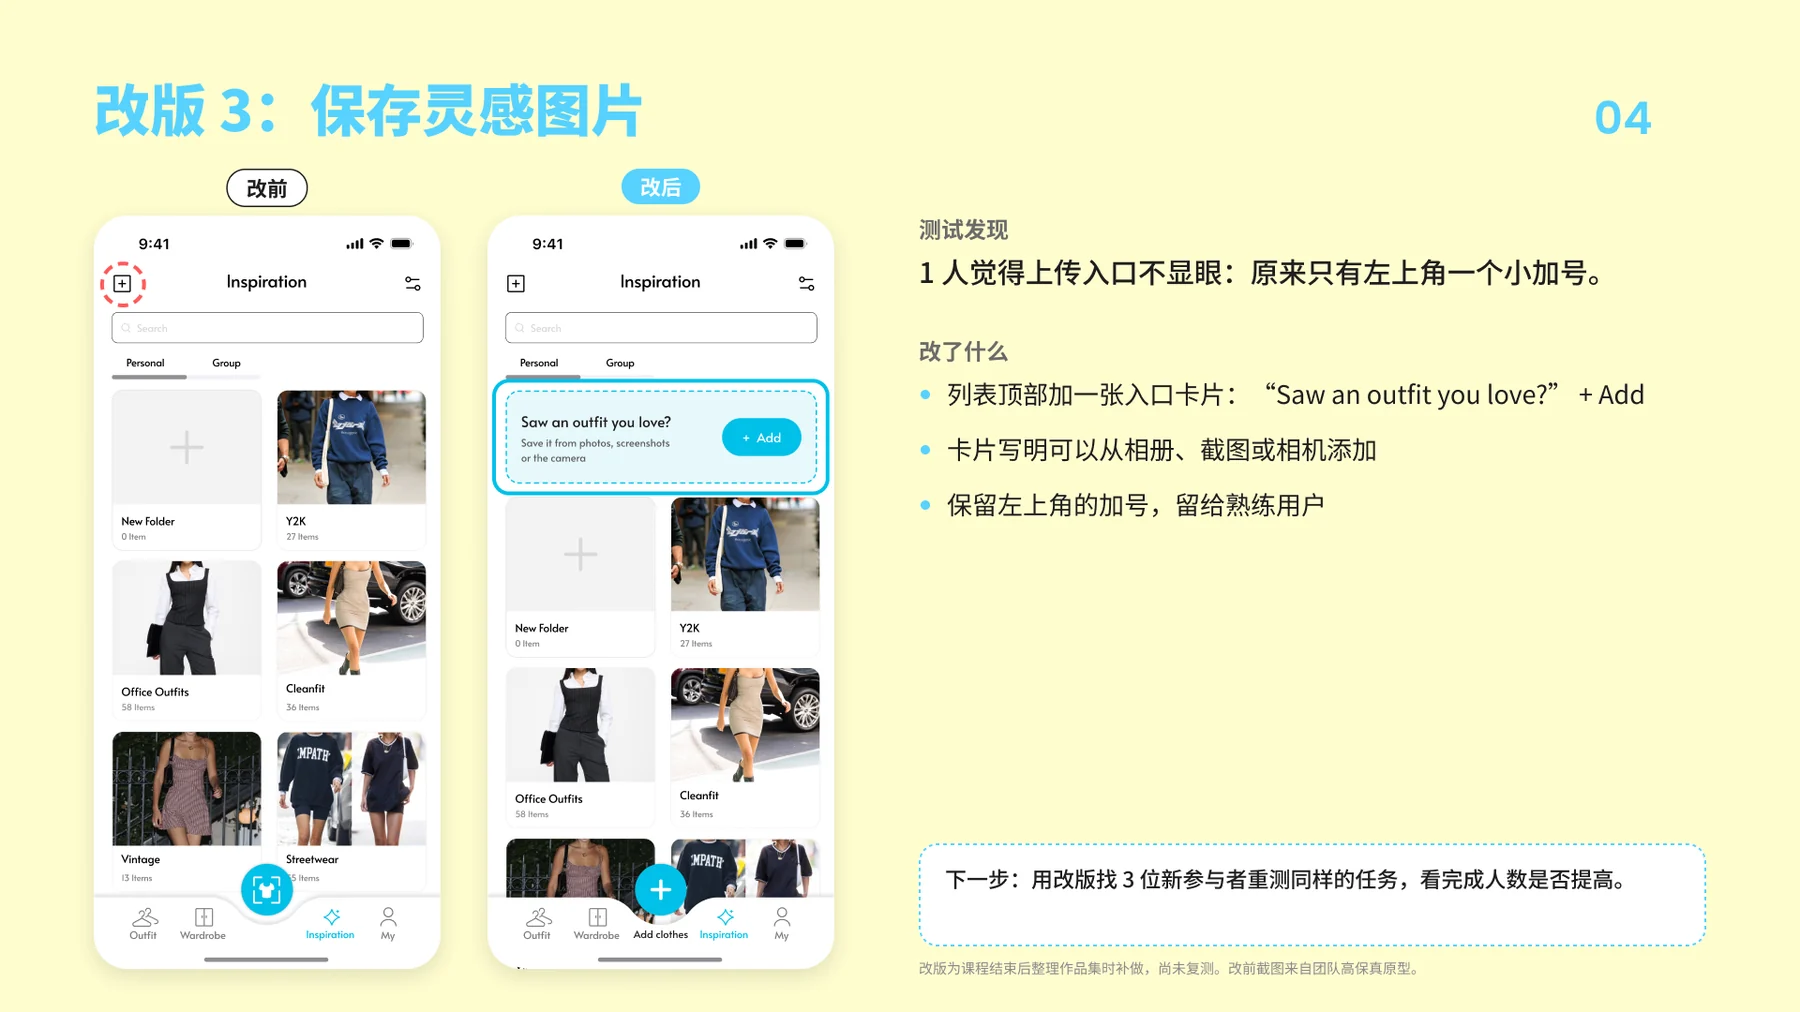 改版 3：保存灵感图片
04
改前
改后
9:41
Inspiration
Search
Personal
Group
New Folder
0 Item
Y2K
27 Items
Office Outfits
58 Items
Cleanfit
36 Items
EMPATH
Vintage
13 Items
Streetwear
5 Items
Outfit
Wardrobe
Inspiration
My
9:41
Inspiration
Search
Personal
Group
Saw an outfit you love?
Save it from photos, screenshots
or the camera
+ Add
New Folder
0 Item
Y2K
27 Items
Office Outfits
58 Items
Cleanfit
36 Items
EMPATH
Outfit
Wardrobe
Add clothes
Inspiration
My
测试发现
1 人觉得上传入口不显眼：原来只有左上角一个小加号。
改了什么
列表顶部加一张入口卡片：“Saw an outfit you love?” + Add
卡片写明可以从相册、截图或相机添加
保留左上角的加号，留给熟练用户
下一步：用改版找 3 位新参与者重测同样的任务，看完成人数是否提高。
改版为课程结束后整理作品集时补做，尚未复测。改前截图来自团队高保真原型。